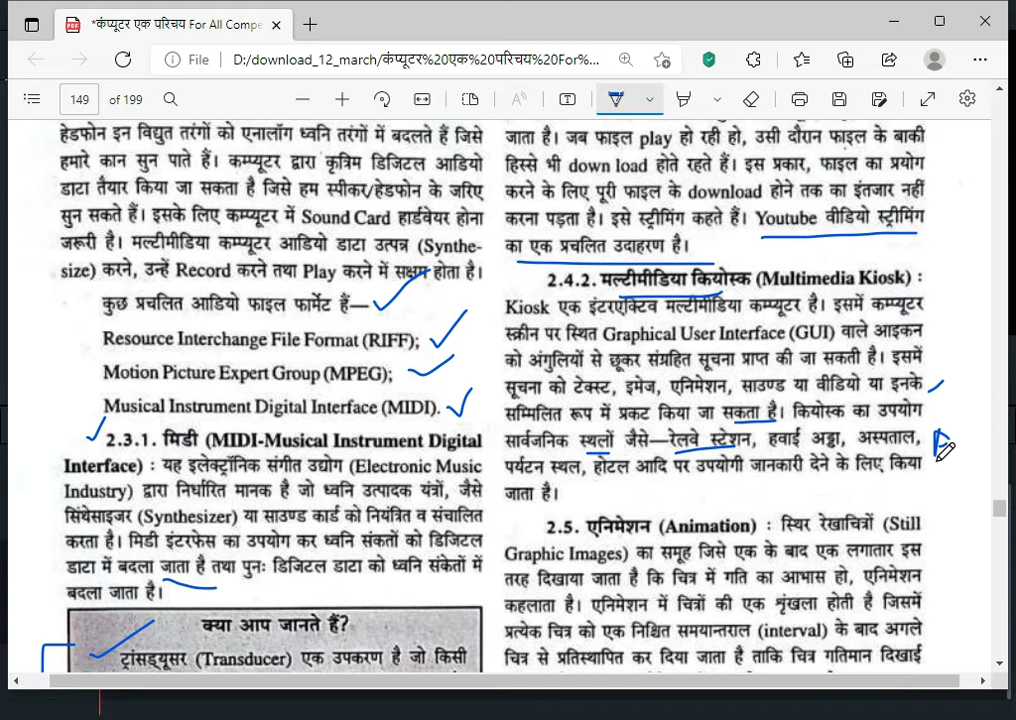 *कंप्यूटर एक परिचय For All Compe
File
D:/download_12_march/कंप्यूटर%20एक%20परिचय%20For%...
149 of 199
हेडफोन इन विद्युत तरंगों को एनालॉग ध्वनि तरंगों में बदलते हैं जिसे
हमारे कान सुन पाते हैं। कम्प्यूटर द्वारा कृत्रिम डिजिटल आडियो
डाटा तैयार किया जा सकता है जिसे हम स्पीकर/हेडफोन के जरिए
सुन सकते हैं। इसके लिए कम्प्यूटर में Sound Card हार्डवेयर होना
जरूरी है। मल्टीमीडिया कम्प्यूटर आडियो डाटा उत्पन्न (Synthe-
size) करने, उन्हें Record करने तथा Play करने में सक्षम होता है।
कुछ प्रचलित आडियो फाइल फार्मेट हैं—
Resource Interchange File Format (RIFF);
Motion Picture Expert Group (MPEG);
Musical Instrument Digital Interface (MIDI).
2.3.1. मिडी (MIDI-Musical Instrument Digital
Interface) : यह इलेक्ट्रॉनिक संगीत उद्योग (Electronic Music
Industry) द्वारा निर्धारित मानक है जो ध्वनि उत्पादक यंत्रों, जैसे
सिंथेसाइजर (Synthesizer) या साउण्ड कार्ड को नियंत्रित व संचालित
करता है। मिडी इंटरफेस का उपयोग कर ध्वनि संकतों को डिजिटल
डाटा में बदला जाता है तथा पुनः डिजिटल डाटा को ध्वनि संकेतों में
बदला जाता है।
क्या आप जानते हैं?
ट्रांसड्यूसर (Transducer) एक उपकरण है जो किसी
जाता है। जब फाइल play हो रही हो, उसी दौरान फाइल के बाकी
हिस्से भी down load होते रहते हैं। इस प्रकार, फाइल का प्रयोग
करने के लिए पूरी फाइल के download होने तक का इंतजार नहीं
करना पड़ता है। इसे स्ट्रीमिंग कहते हैं। Youtube वीडियो स्ट्रीमिंग
का एक प्रचलित उदाहरण है।
2.4.2. मल्टीमीडिया कियोस्क (Multimedia Kiosk) :
Kiosk एक इंटरएक्टिव मल्टीमीडिया कम्प्यूटर है। इसमें कम्प्यूटर
स्क्रीन पर स्थित Graphical User Interface (GUI) वाले आइकन
को अंगुलियों से छूकर संग्रहित सूचना प्राप्त की जा सकती है। इसमें
सूचना को टेक्स्ट, इमेज, एनिमेशन, साउण्ड या वीडियो या इनके
सम्मिलित रूप में प्रकट किया जा सकता है। कियोस्क का उपयोग
सार्वजनिक स्थलों जैसे—रेलवे स्टेशन, हवाई अड्डा, अस्पताल,
पर्यटन स्थल, होटल आदि पर उपयोगी जानकारी देने के लिए किया
जाता है।
2.5. एनिमेशन (Animation) : स्थिर रेखाचित्रों (Still
Graphic Images) का समूह जिसे एक के बाद एक लगातार इस
तरह दिखाया जाता है कि चित्र में गति का आभास हो, एनिमेशन
कहलाता है। एनिमेशन में चित्रों की एक शृंखला होती है जिसमें
प्रत्येक चित्र को एक निश्चित समयान्तराल (interval) के बाद अगले
चित्र से प्रतिस्थापित कर दिया जाता है ताकि चित्र गतिमान दिखाई